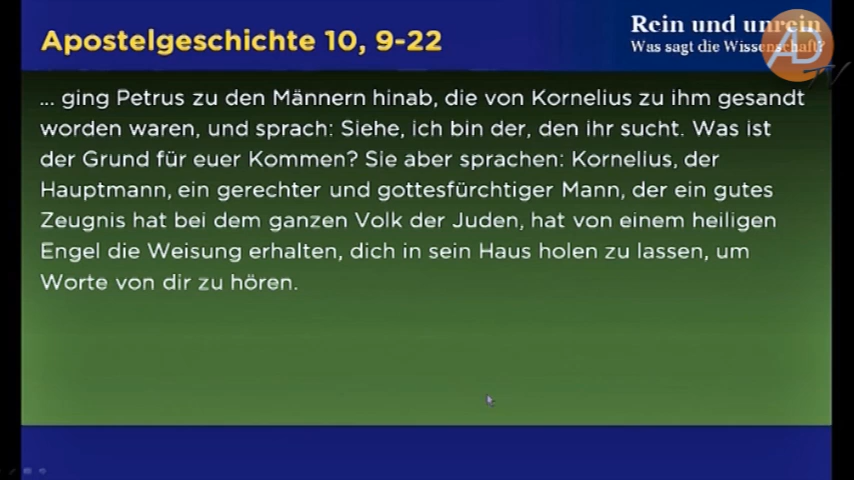 Apostelgeschichte 10, 9-22
Rein und unrein
Was sagt die Wissenschaft?
AD
TV
... ging Petrus zu den Männern hinab, die von Kornelius zu ihm gesandt
worden waren, und sprach: Siehe, ich bin der, den ihr sucht. Was ist
der Grund für euer Kommen? Sie aber sprachen: Kornelius, der
Hauptmann, ein gerechter und gottesfürchtiger Mann, der ein gutes
Zeugnis hat bei dem ganzen Volk der Juden, hat von einem heiligen
Engel die Weisung erhalten, dich in sein Haus holen zu lassen, um
Worte von dir zu hören.